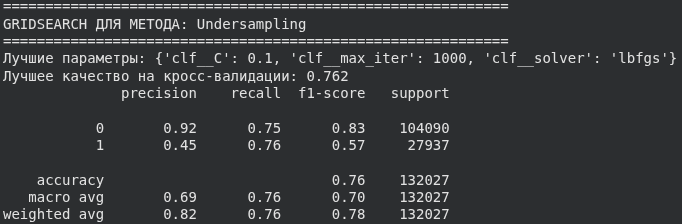 ============================================================
GRIDSEARCH ДЛЯ МЕТОДА: Undersampling
============================================================
Лучшие параметры: {'clf__C': 0.1, 'clf__max_iter': 1000, 'clf__solver': 'lbfgs'}
Лучшее качество на кросс-валидации: 0.762
              precision    recall  f1-score   support

           0       0.92      0.75      0.83    104090
           1       0.45      0.76      0.57     27937

    accuracy                           0.76    132027
   macro avg       0.69      0.76      0.70    132027
weighted avg       0.82      0.76      0.78    132027